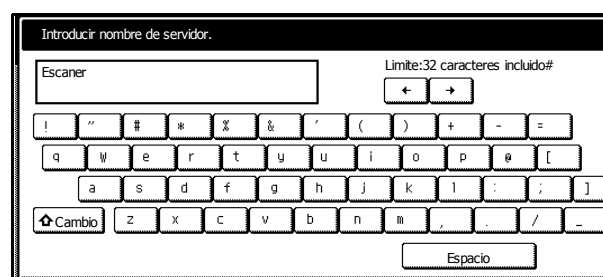 Introducir nombre de servidor.
Escaner
Limite:32 caracteres incluido#
← →
! " # * % & ' ( ) + - =
q w e r t y u i o p @ [
a s d f g h j k l : ; ]
Cambio z x c v b n m , . / _
Espacio